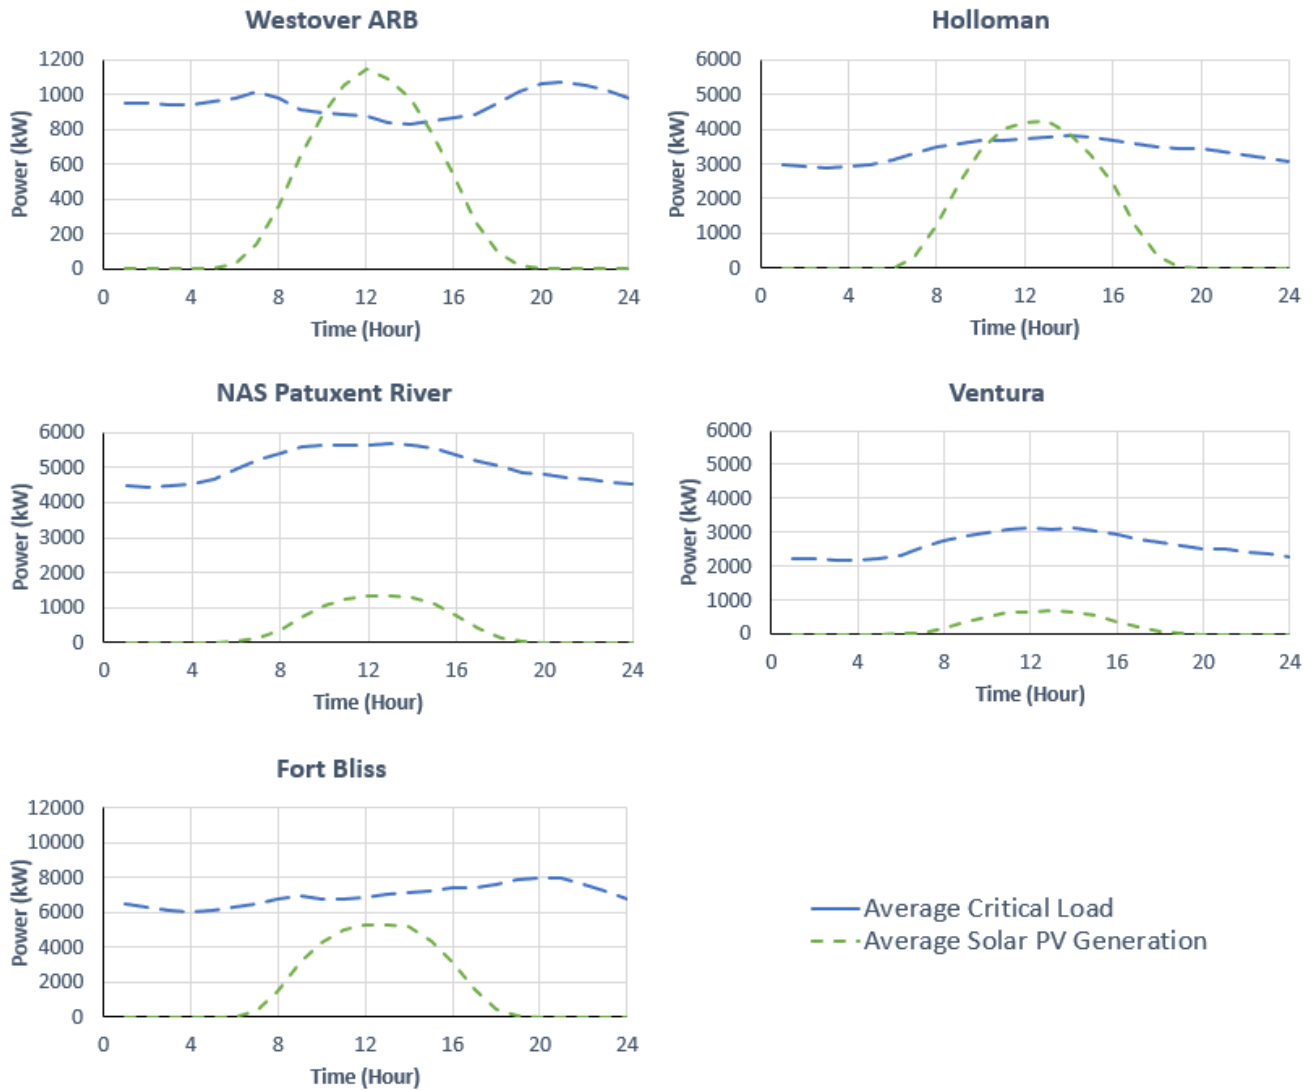 Westover ARB
1200
1000
800
600
400
200
0
Power (kW)
0 4 8 12 16 20 24
Time (Hour)
Holloman
6000
5000
4000
3000
2000
1000
0
Power (kW)
0 4 8 12 16 20 24
Time (Hour)
NAS Patuxent River
6000
5000
4000
3000
2000
1000
0
Power (kW)
0 4 8 12 16 20 24
Time (Hour)
Ventura
6000
5000
4000
3000
2000
1000
0
Power (kW)
0 4 8 12 16 20 24
Time (Hour)
Fort Bliss
12000
10000
8000
6000
4000
2000
0
Power (kW)
0 4 8 12 16 20 24
Time (Hour)
Average Critical Load
Average Solar PV Generation